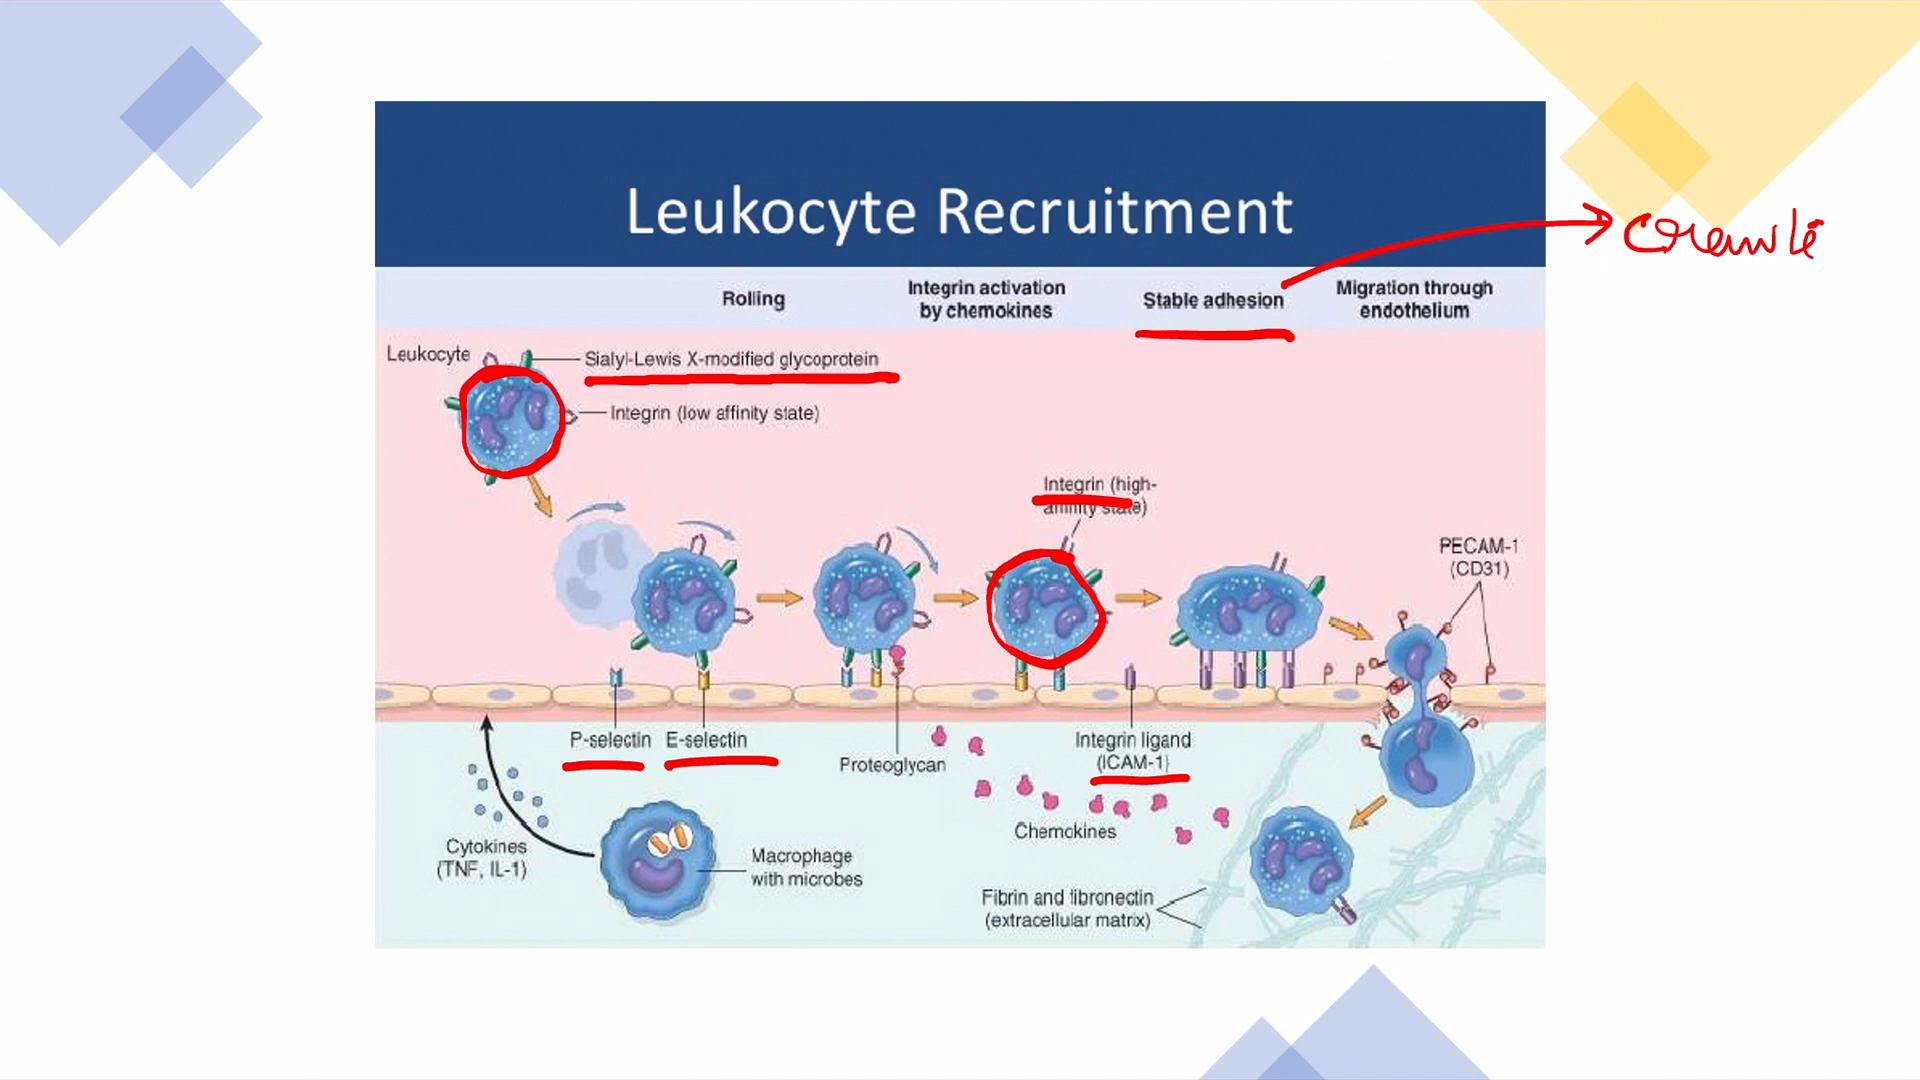 Leukocyte Recruitment
Rolling
Integrin activation
by chemokines
Stable adhesion
Migration through
endothelium
Leukocyte
Sialyl-Lewis X-modified glycoprotein
Integrin (low affinity state)
Integrin (high-
affinity state)
PECAM-1
(CD31)
P-selectin
E-selectin
Proteoglycan
Integrin ligand
(ICAM-1)
Chemokines
Cytokines
(TNF, IL-1)
Macrophage
with microbes
Fibrin and fibronectin
(extracellular matrix)